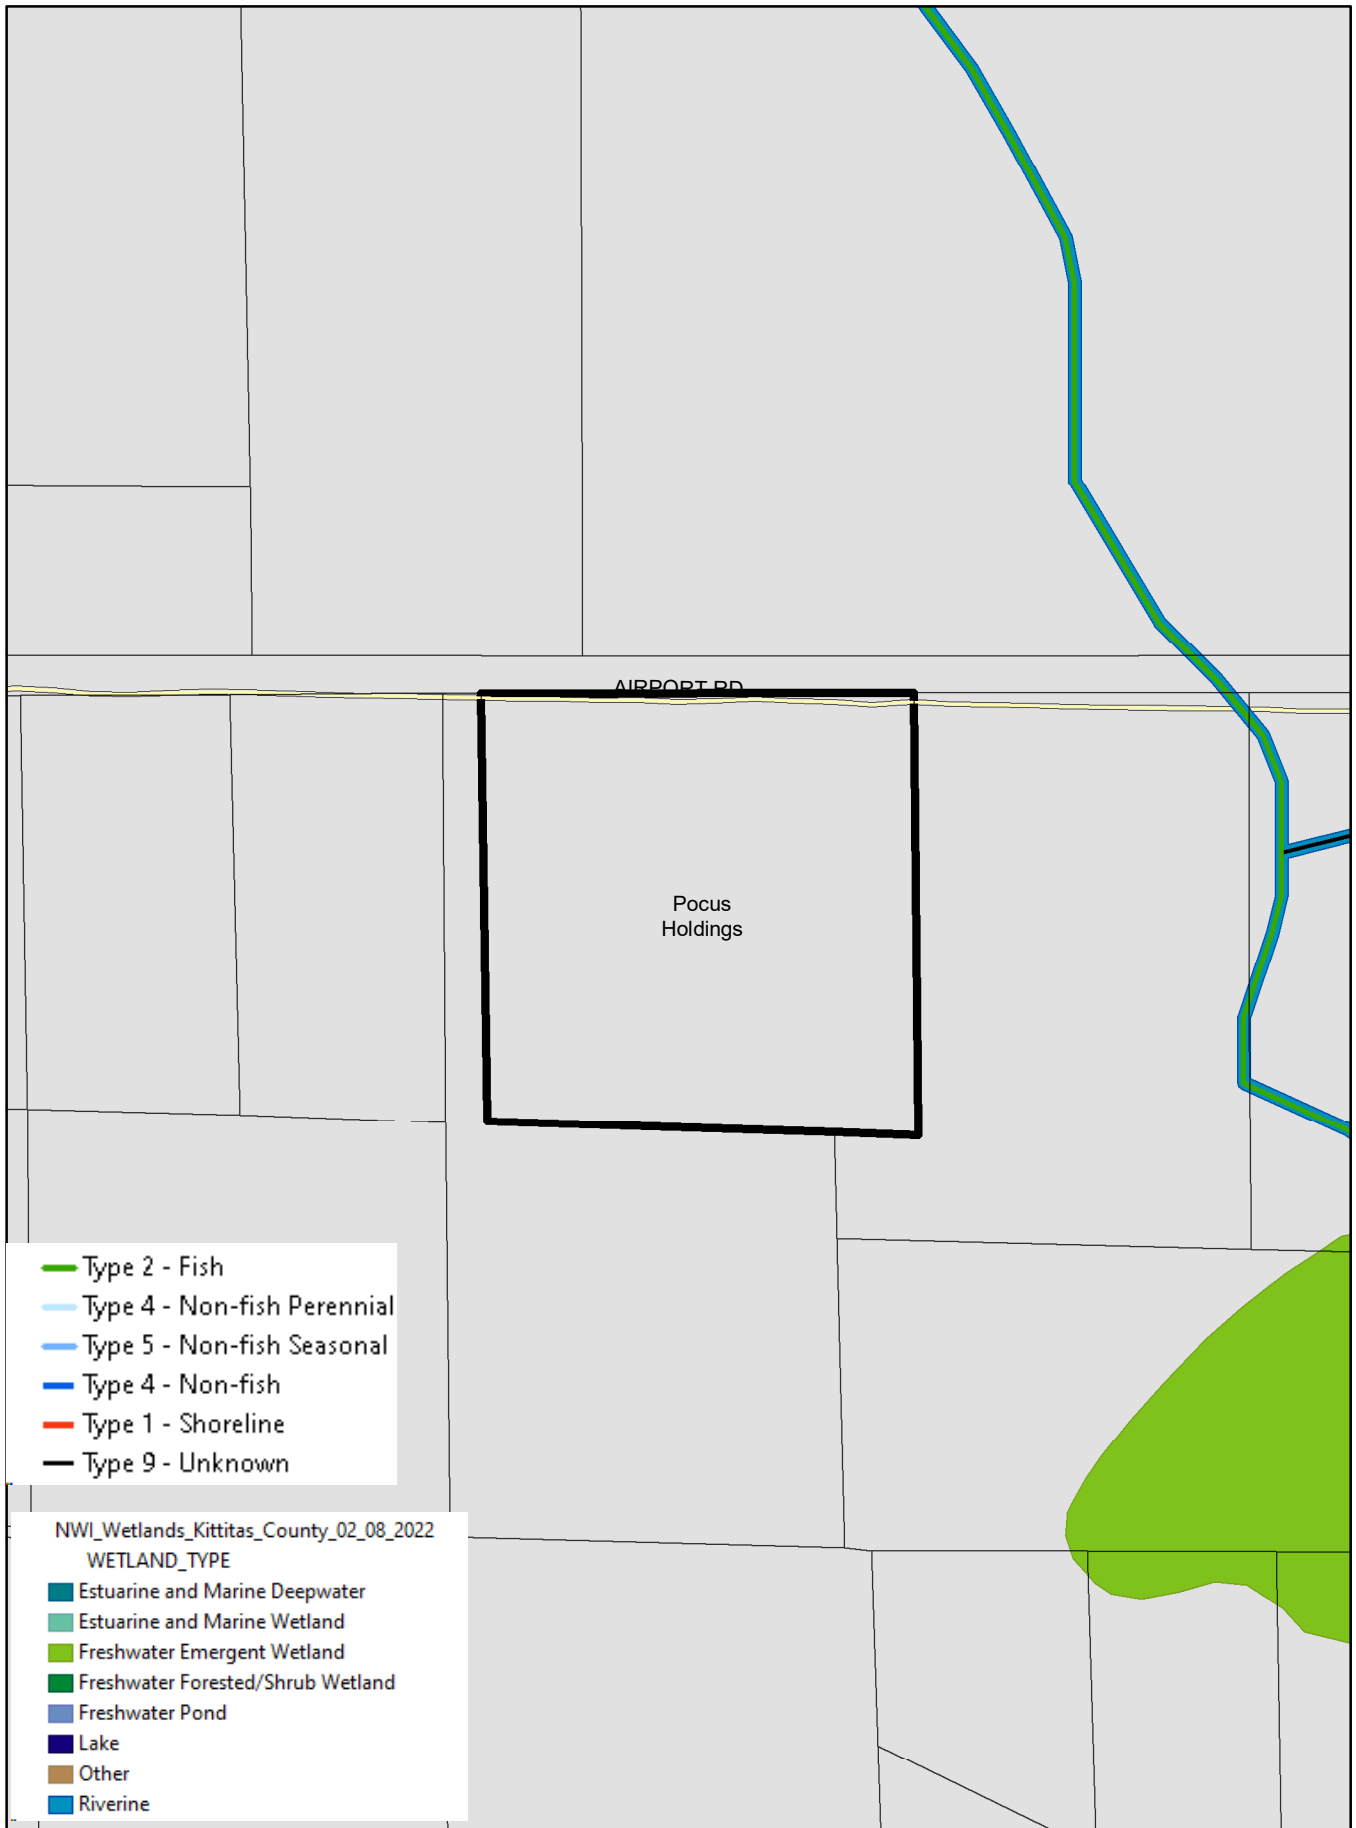 AIRPORT RD
Pocus
Holdings
Type 2 - Fish
Type 4 - Non-fish Perennial
Type 5 - Non-fish Seasonal
Type 4 - Non-fish
Type 1 - Shoreline
Type 9 - Unknown
NWI_Wetlands_Kittitas_County_02_08_2022
WETLAND_TYPE
Estuarine and Marine Deepwater
Estuarine and Marine Wetland
Freshwater Emergent Wetland
Freshwater Forested/Shrub Wetland
Freshwater Pond
Lake
Other
Riverine